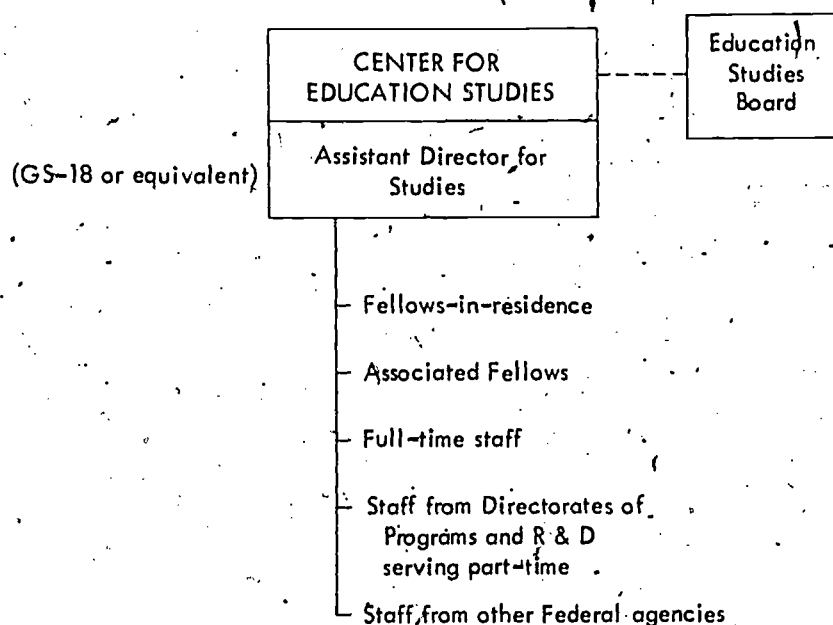 CENTER FOR
EDUCATION STUDIES
Education
Studies
Board
(GS-18 or equivalent)
Assistant Director for
Studies
Fellows-in-residence
Associated Fellows
Full-time staff
Staff from Directorates of
Programs and R & D
serving part-time
Staff from other Federal agencies